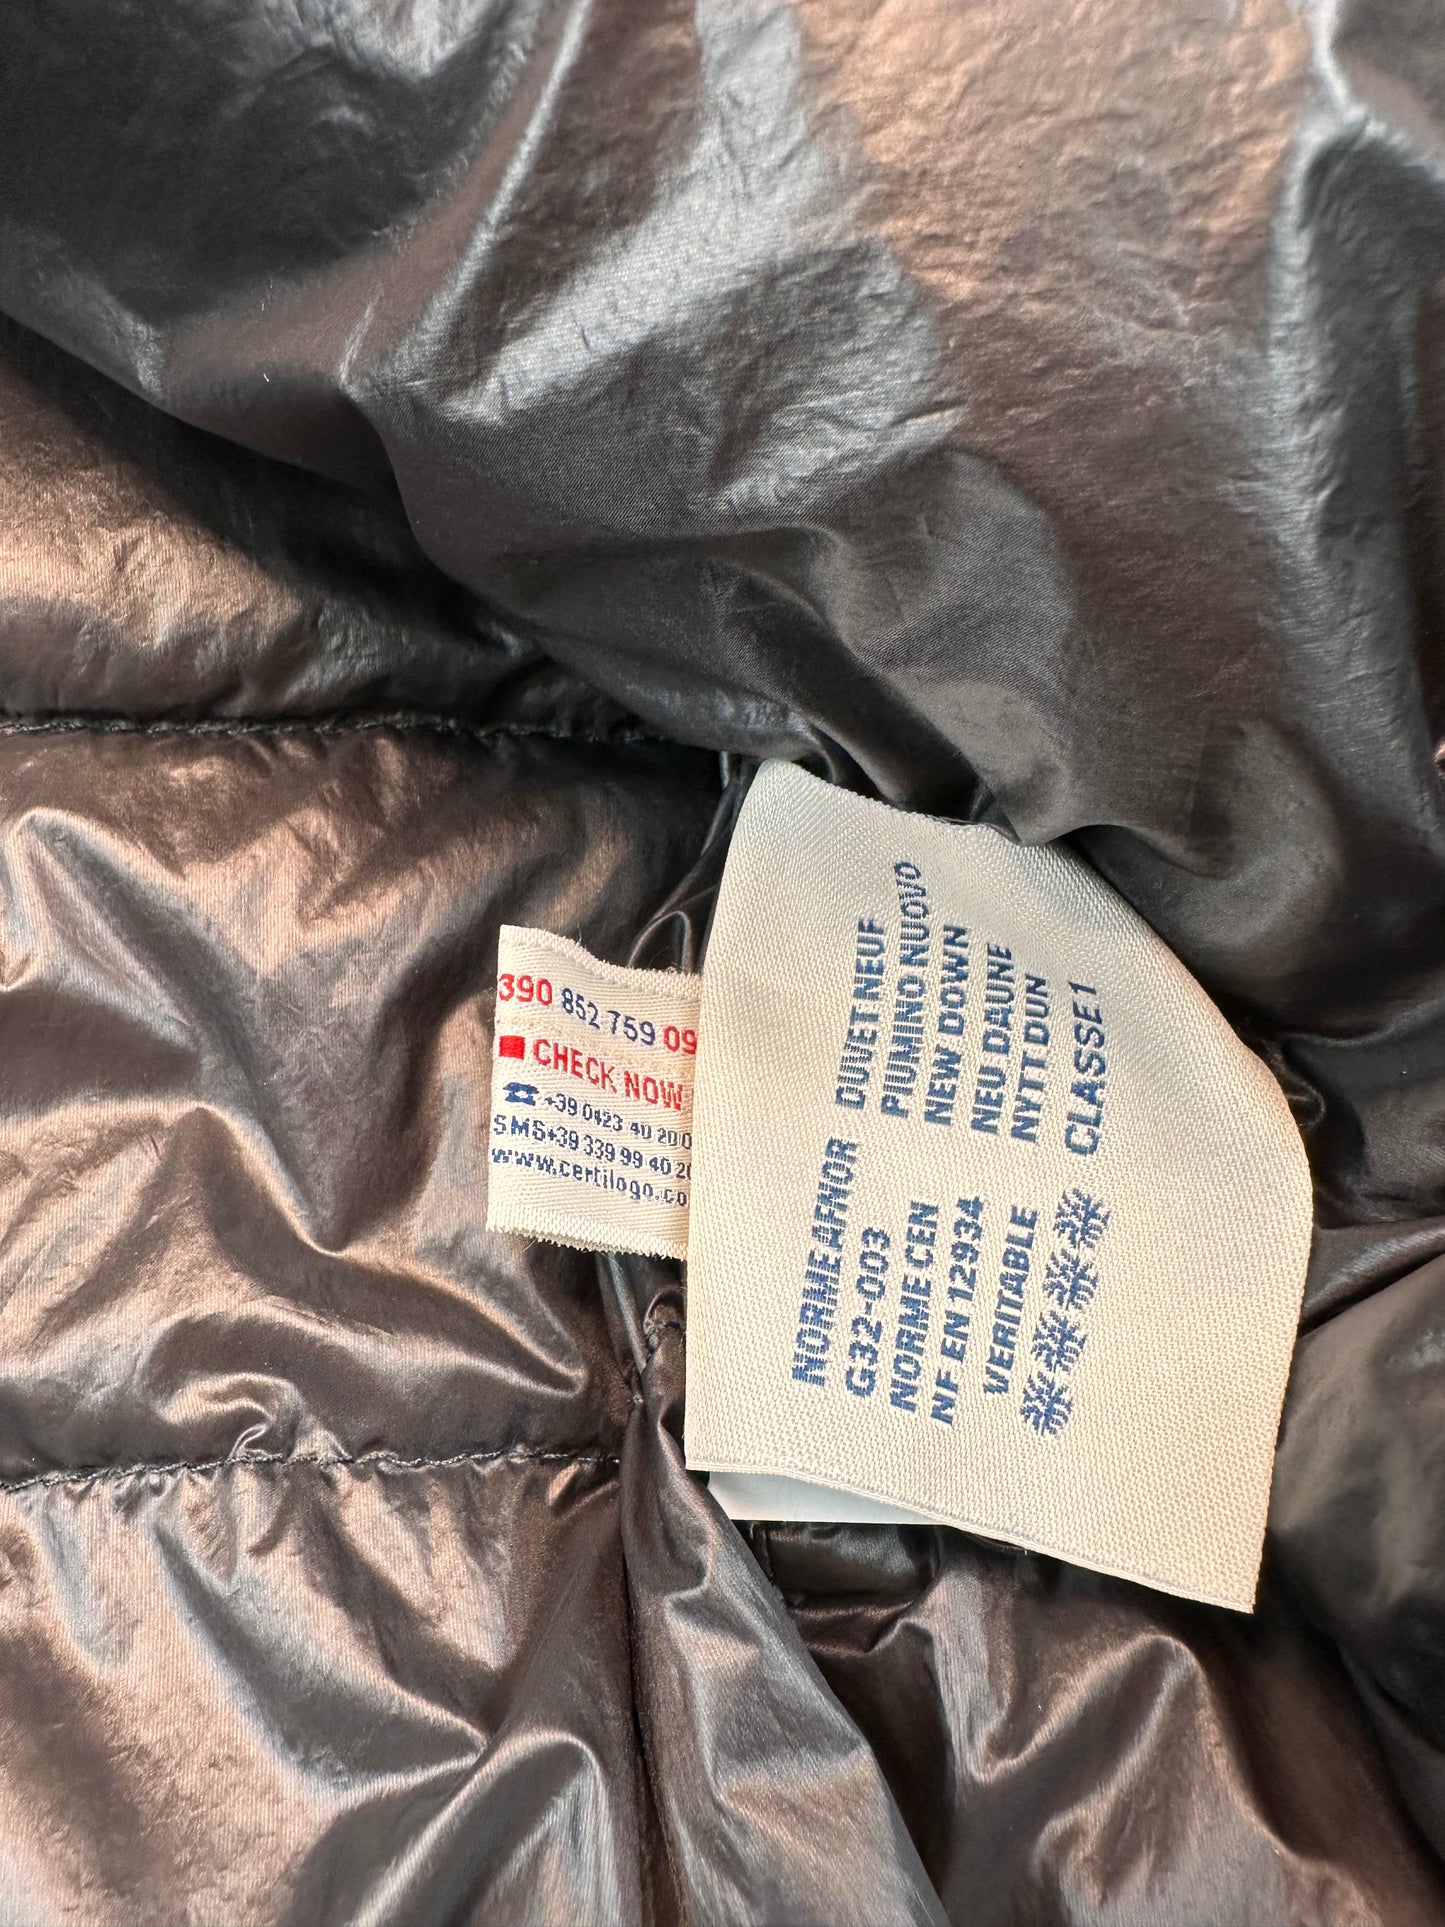 390 852 759 09
CHECK NOW
+39 0423 40 20 0
SMS+39 339 99 40 20
www.certilogo.co
NORME AFNOR
G32-003
NORME CEN
NF EN 12934
VERITABLE
DUVET NEUF
PIUMINO NUOVO
NEW DOWN
NEU DAUNE
NYTT DUN
CLASSE 1